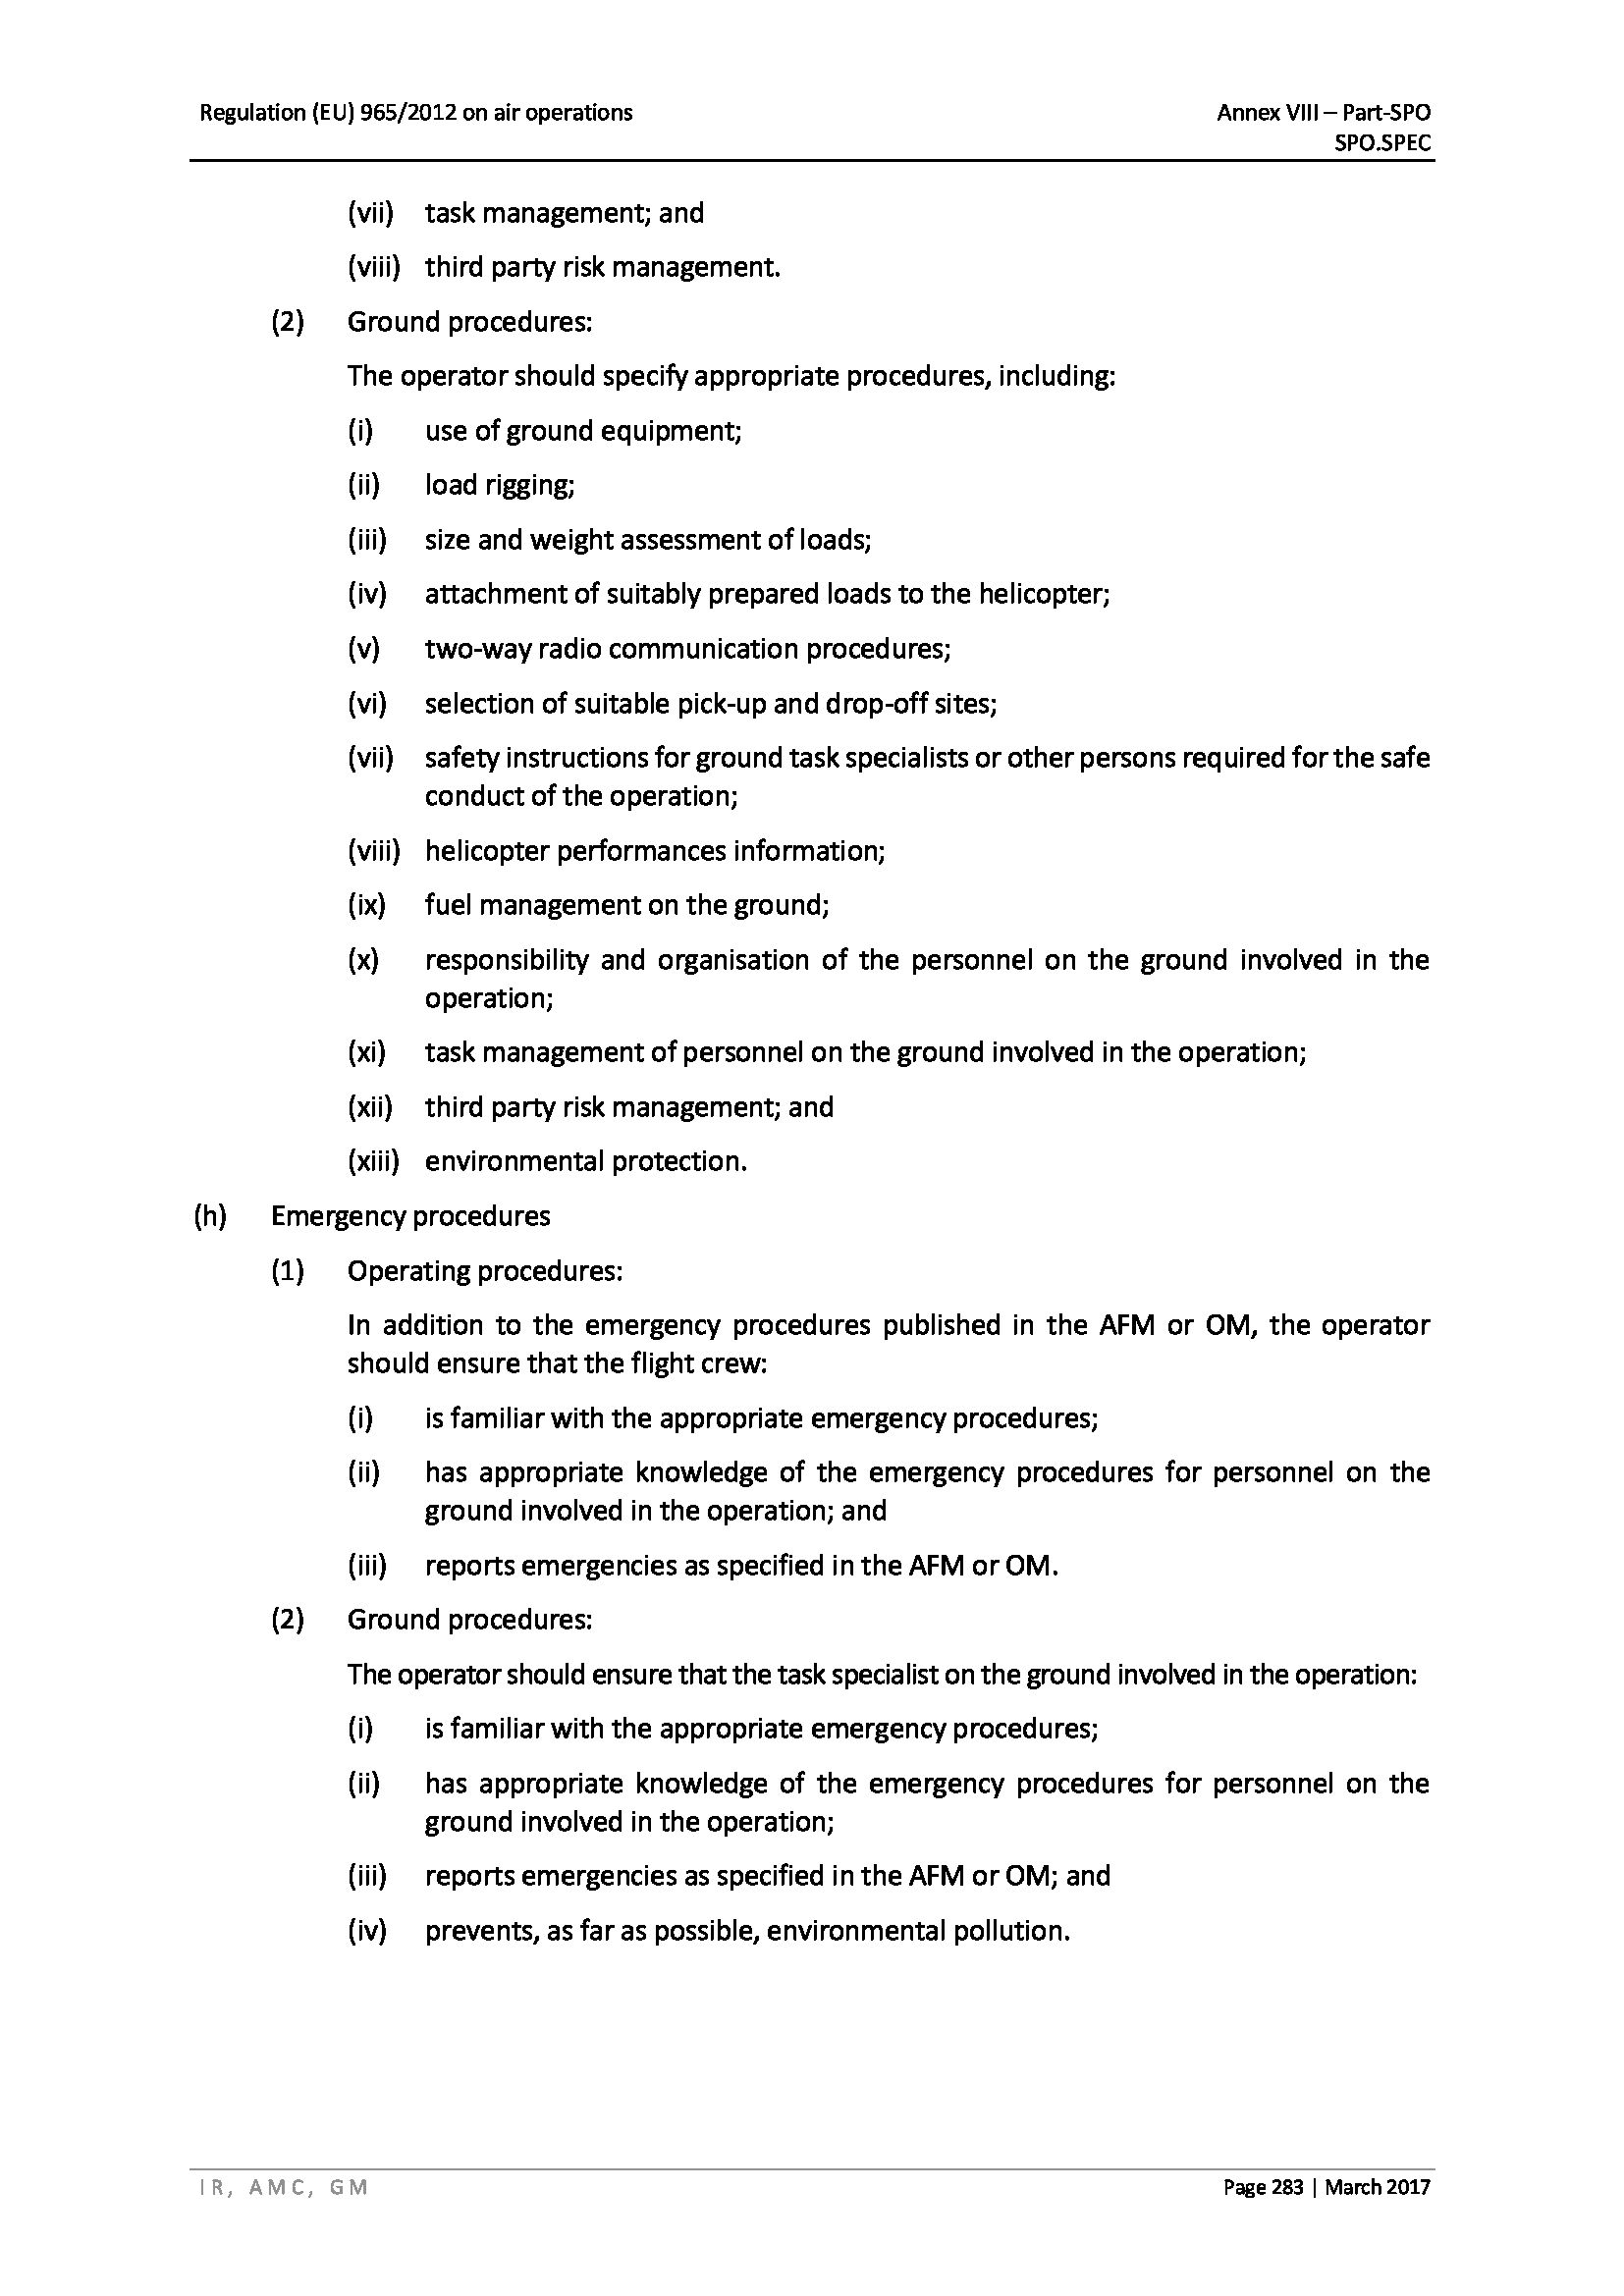 Regulation (EU) 965/2012 on air operations
Annex VIII – Part-SPO
SPO.SPEC
(vii) task management; and
(viii) third party risk management.
(2) Ground procedures:
The operator should specify appropriate procedures, including:
(i) use of ground equipment;
(ii) load rigging;
(iii) size and weight assessment of loads;
(iv) attachment of suitably prepared loads to the helicopter;
(v) two-way radio communication procedures;
(vi) selection of suitable pick-up and drop-off sites;
(vii) safety instructions for ground task specialists or other persons required for the safe
conduct of the operation;
(viii) helicopter performances information;
(ix) fuel management on the ground;
(x) responsibility and organisation of the personnel on the ground involved in the
operation;
(xi) task management of personnel on the ground involved in the operation;
(xii) third party risk management; and
(xiii) environmental protection.
(h) Emergency procedures
(1) Operating procedures:
In addition to the emergency procedures published in the AFM or OM, the operator
should ensure that the flight crew:
(i) is familiar with the appropriate emergency procedures;
(ii) has appropriate knowledge of the emergency procedures for personnel on the
ground involved in the operation; and
(iii) reports emergencies as specified in the AFM or OM.
(2) Ground procedures:
The operator should ensure that the task specialist on the ground involved in the operation:
(i) is familiar with the appropriate emergency procedures;
(ii) has appropriate knowledge of the emergency procedures for personnel on the
ground involved in the operation;
(iii) reports emergencies as specified in the AFM or OM; and
(iv) prevents, as far as possible, environmental pollution.
IR, AMC, GM
Page 283 | March 2017